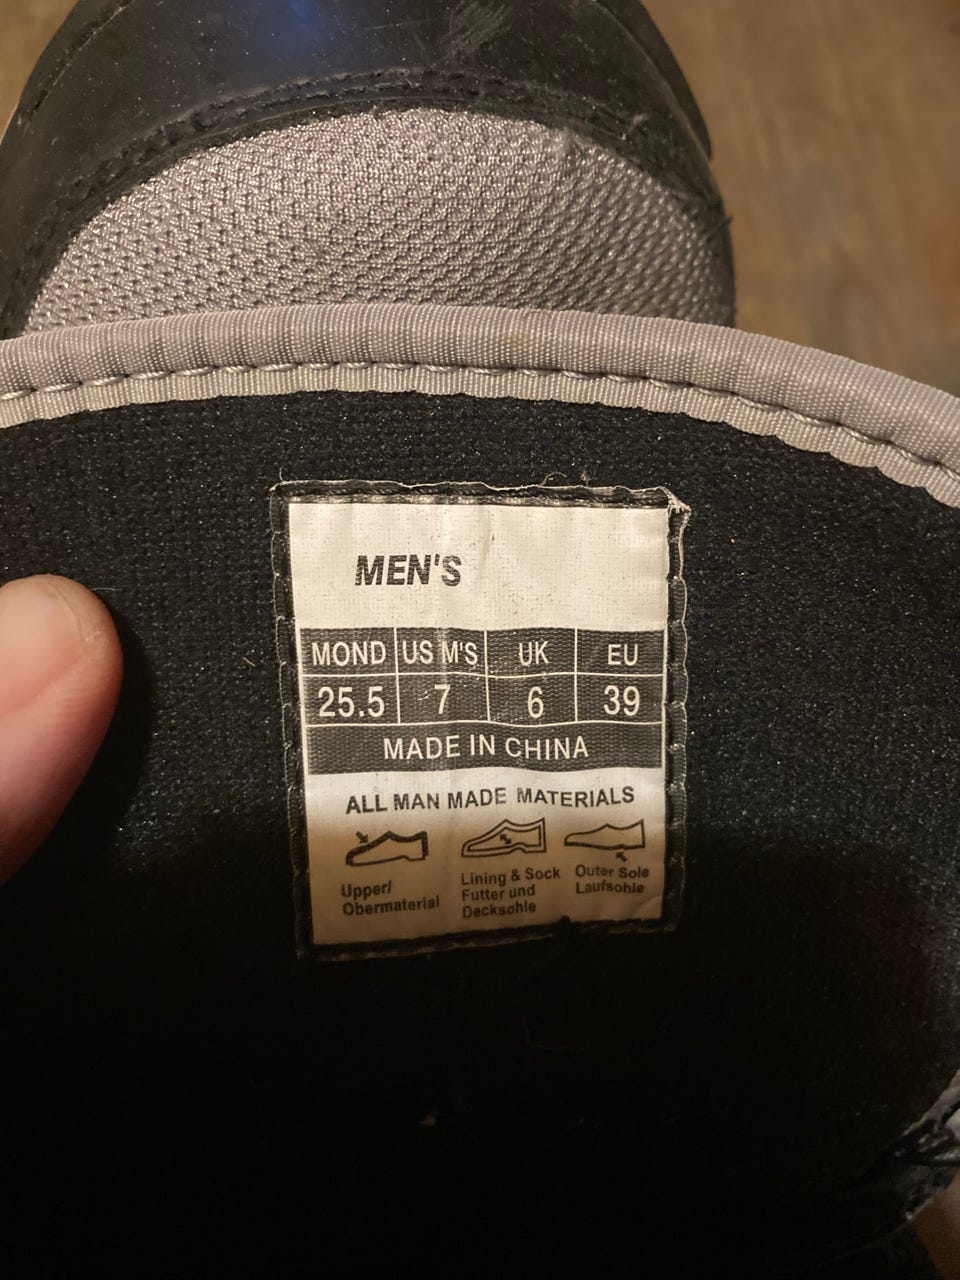 MEN'S
MOND US M'S UK EU
25.5 7 6 39
MADE IN CHINA
ALL MAN MADE MATERIALS
Upper/
Obermaterial
Lining & Sock
Futter und
Decksohle
Outer Sole
Laufsohle